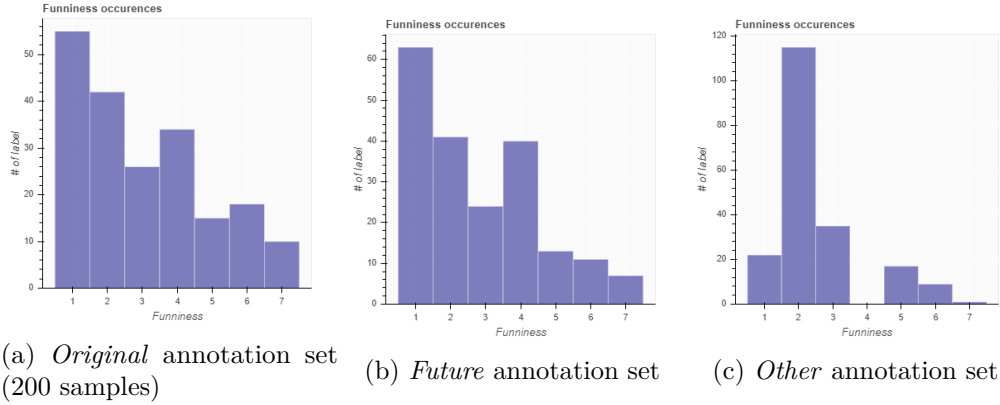 Funniness occurences
# of label
50
40
30
20
10
0
1 2 3 4 5 6 7
Funniness
(a) Original annotation set
(200 samples)
Funniness occurences
# of label
60
50
40
30
20
10
0
1 2 3 4 5 6 7
Funniness
(b) Future annotation set
Funniness occurences
# of label
120
100
80
60
40
20
0
1 2 3 4 5 6 7
Funniness
(c) Other annotation set